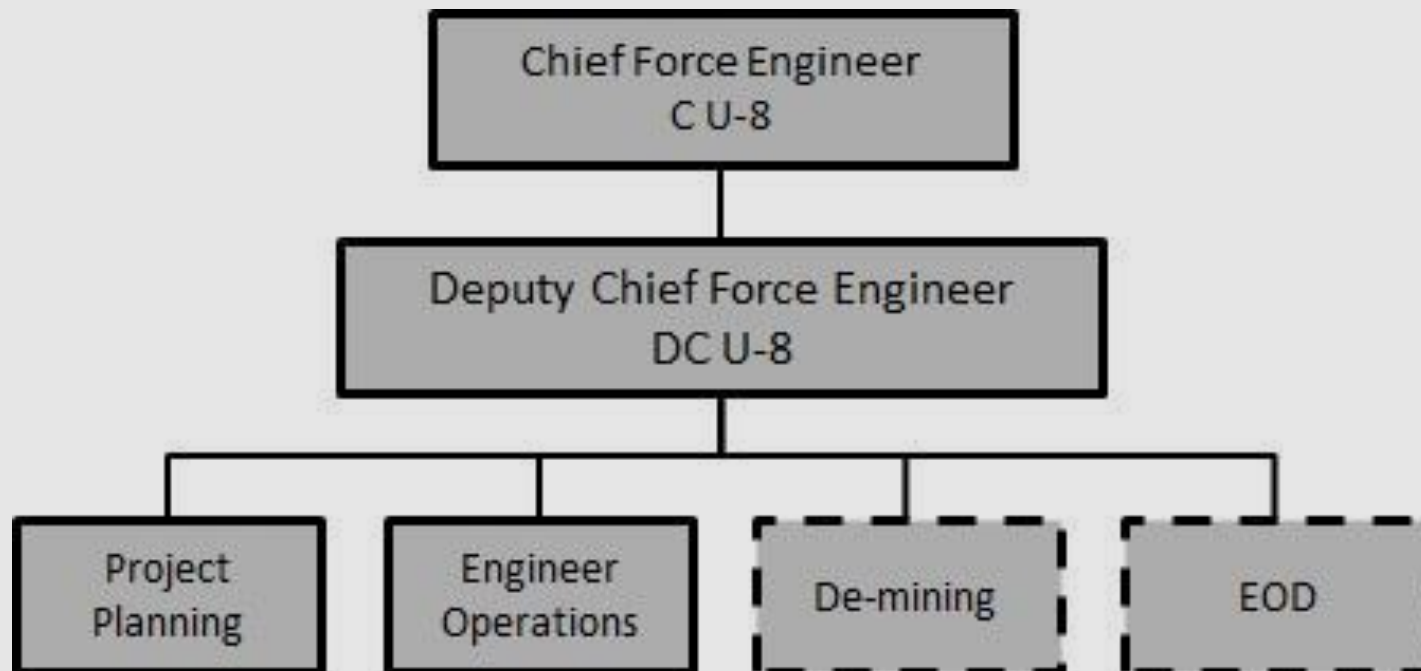 Chief Force Engineer
C U-8
Deputy Chief Force Engineer
DC U-8
Project
Planning
Engineer
Operations
De-mining
EOD